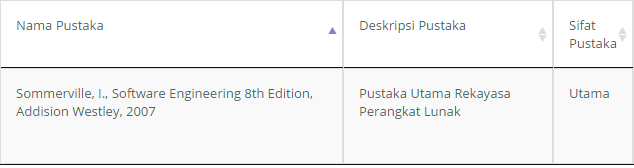 Nama Pustaka
Deskripsi Pustaka
Sifat
Pustaka
Sommerville, I., Software Engineering 8th Edition,
Addision Westley, 2007
Pustaka Utama Rekayasa
Perangkat Lunak
Utama